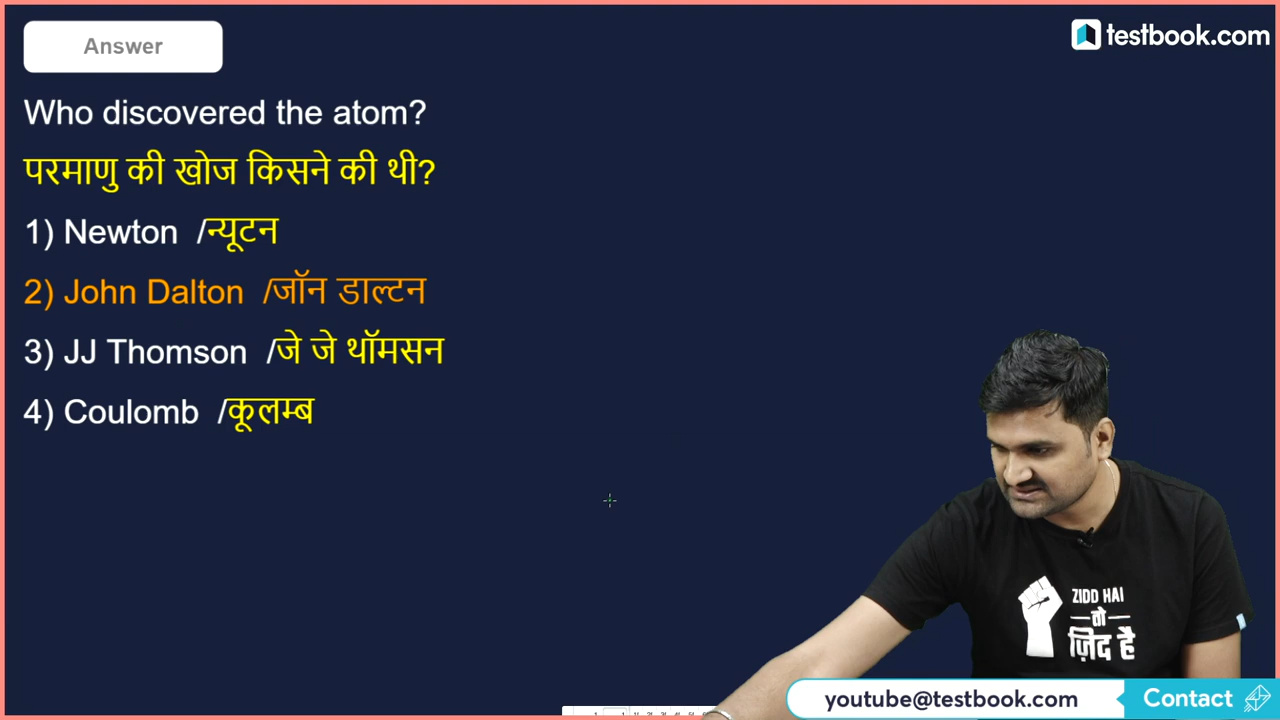 Answer
testbook.com
Who discovered the atom?
परमाणु की खोज किसने की थी?
1) Newton /न्यूटन
2) John Dalton /जॉन डाल्टन
3) JJ Thomson /जे जे थॉमसन
4) Coulomb /कूलम्ब
ZIDD HAI
तो
ज़िद है
youtube@testbook.com
Contact